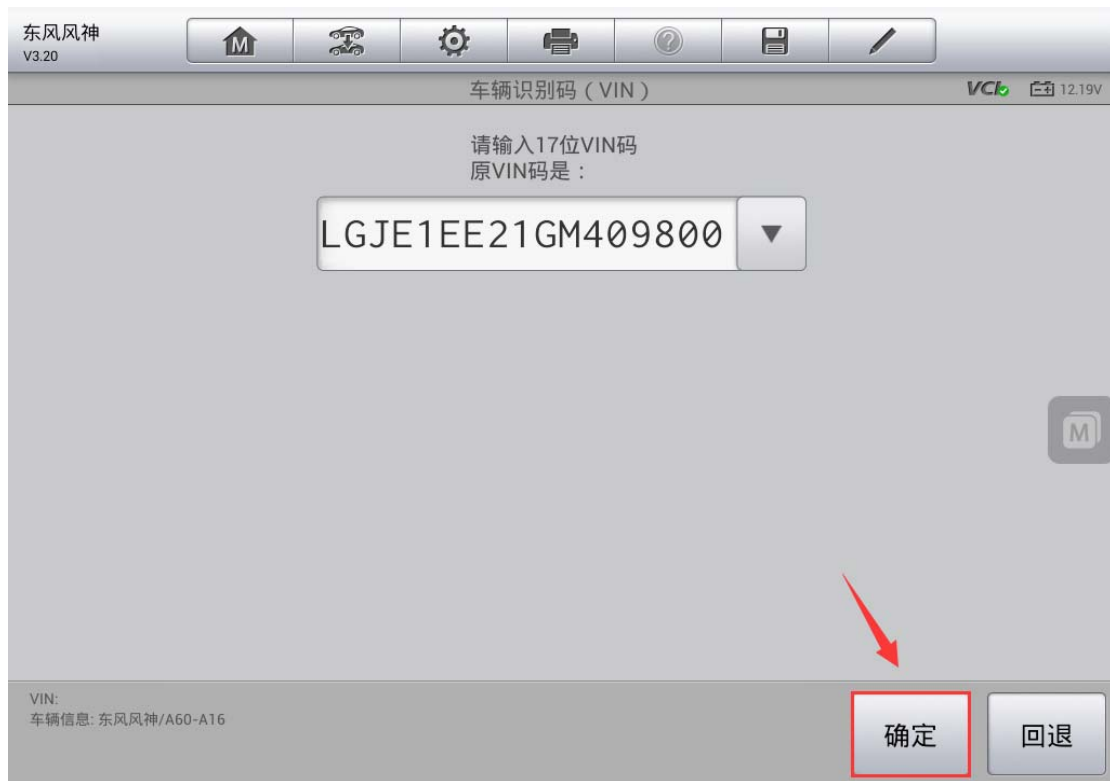 东风风神
V3.20
M
?
车辆识别码（VIN）
VCI
12.19V
请输入17位VIN码
原VIN码是：
LGJE1EE21GM409800
M
VIN:
车辆信息: 东风风神/A60-A16
确定
回退